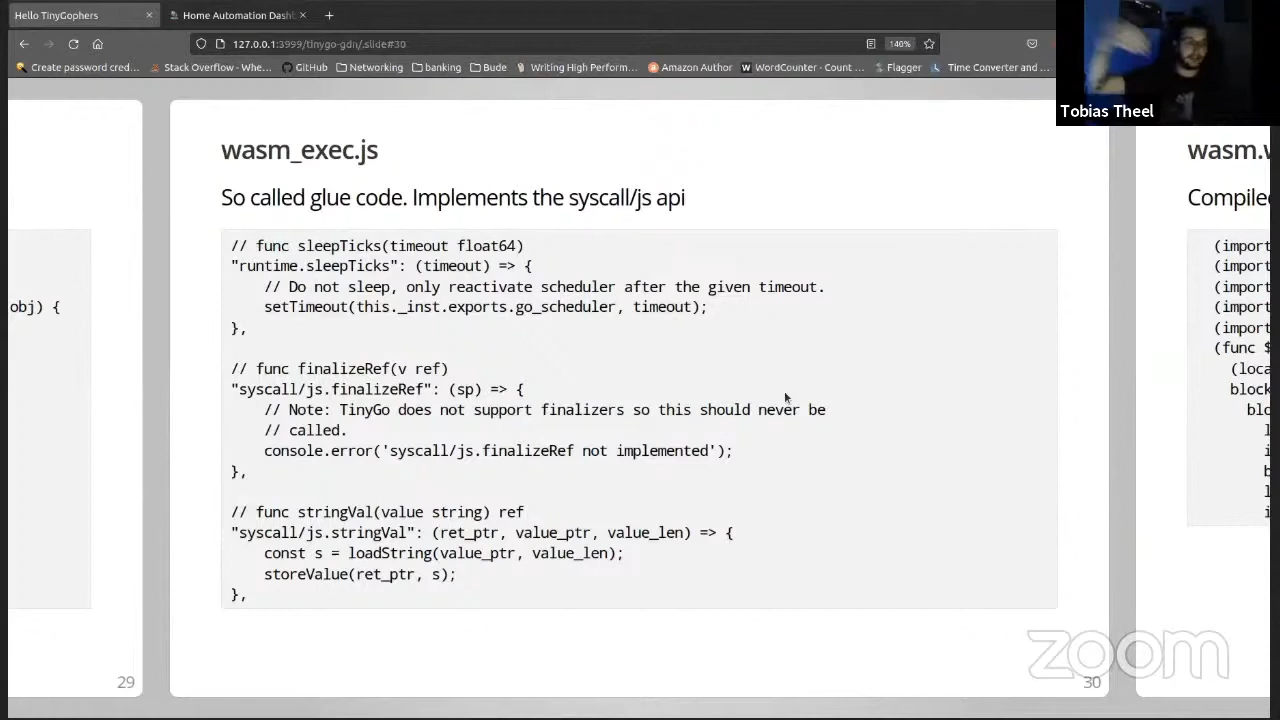 Hello TinyGophers
Home Automation Dashb
127.0.0.1:3999/tinygo-gdn/.slide#30
140%
Create password cred...
Stack Overflow - Whe...
GitHub
Networking
banking
Bude
Writing High Perform...
Amazon Author
WordCounter - Count ...
Flagger
Time Converter and ...
Tobias Theel
obj) {
29
wasm_exec.js
So called glue code. Implements the syscall/js api
// func sleepTicks(timeout float64)
"runtime.sleepTicks": (timeout) => {
// Do not sleep, only reactivate scheduler after the given timeout.
setTimeout(this._inst.exports.go_scheduler, timeout);
},
// func finalizeRef(v ref)
"syscall/js.finalizeRef": (sp) => {
// Note: TinyGo does not support finalizers so this should never be
// called.
console.error('syscall/js.finalizeRef not implemented');
},
// func stringVal(value string) ref
"syscall/js.stringVal": (ret_ptr, value_ptr, value_len) => {
const s = loadString(value_ptr, value_len);
storeValue(ret_ptr, s);
},
30
wasm.w
Compiled
(import
(import
(import
(import
(import
(func $
(loca
block
blo
l
i
b
l
i
zoom